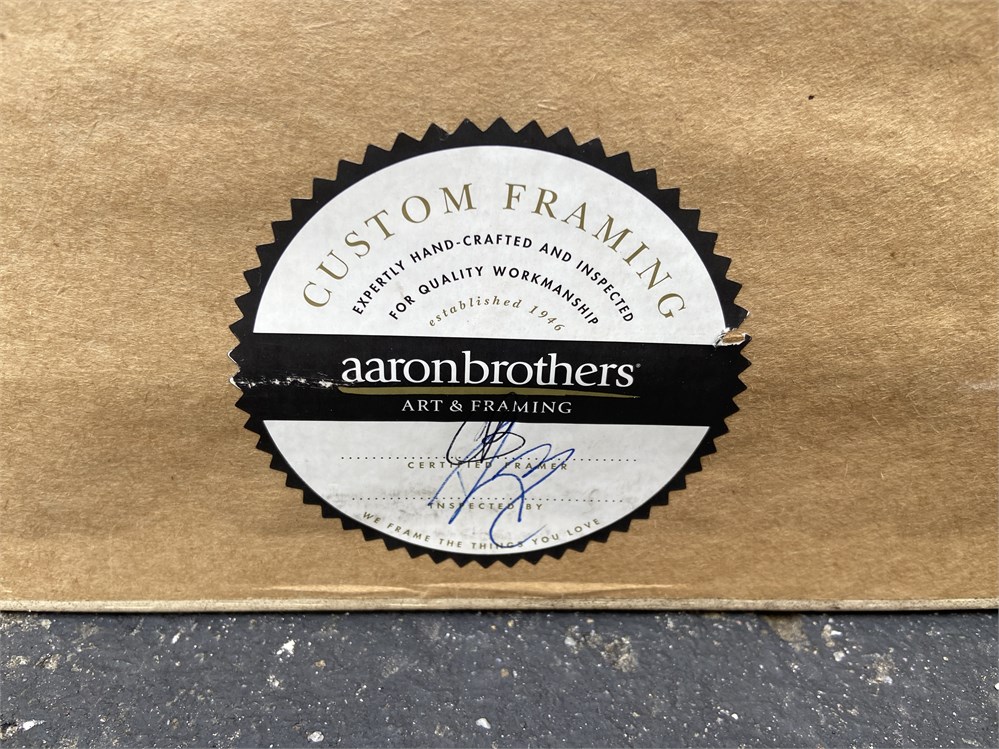 CUSTOM FRAMING
EXPERTLY HAND-CRAFTED AND INSPECTED
FOR QUALITY WORKMANSHIP
established 1946
aaronbrothers®
ART & FRAMING
CERTIFIED FRAMER
INSPECTED BY
WE FRAME THE THINGS YOU LOVE